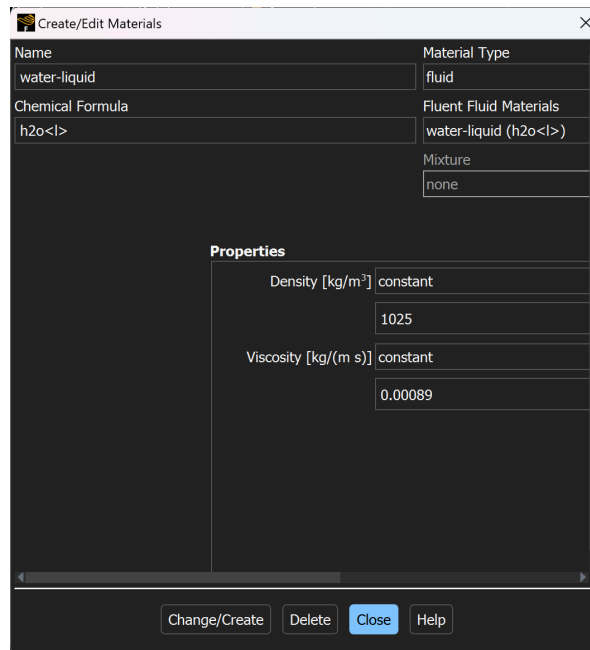 Create/Edit Materials
Name Material Type
water-liquid fluid
Chemical Formula Fluent Fluid Materials
h2o<l> water-liquid (h2o<l>)
Mixture
none
Properties
Density [kg/m³] constant
1025
Viscosity [kg/(m s)] constant
0.00089
Change/Create Delete Close Help